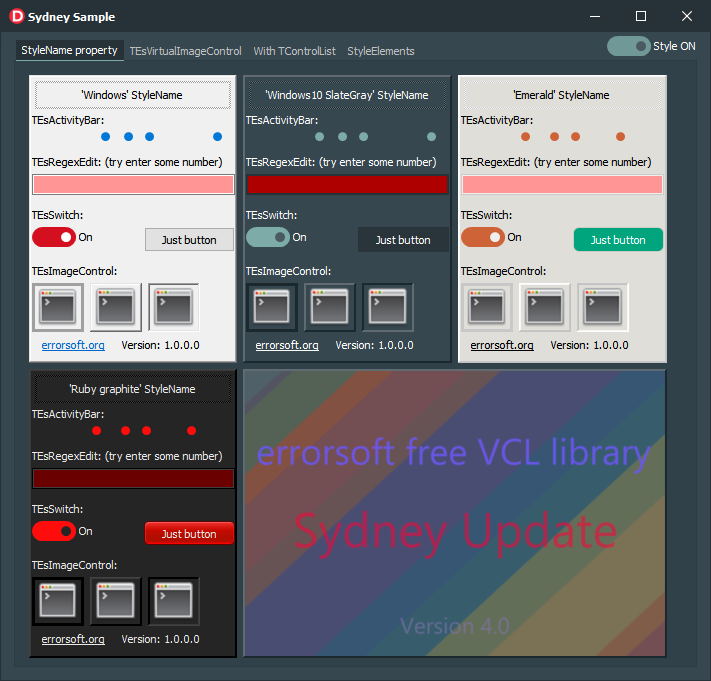 Sydney Sample
StyleName property TEsVirtualImageControl With TControlList StyleElements Style ON
'Windows' StyleName
TEsActivityBar:
TEsRegexEdit: (try enter some number)
TEsSwitch:
On Just button
TEsImageControl:
errorsoft.org Version: 1.0.0.0
'Windows10 SlateGray' StyleName
TEsActivityBar:
TEsRegexEdit: (try enter some number)
TEsSwitch:
On Just button
TEsImageControl:
errorsoft.org Version: 1.0.0.0
'Emerald' StyleName
TEsActivityBar:
TEsRegexEdit: (try enter some number)
TEsSwitch:
On Just button
TEsImageControl:
errorsoft.org Version: 1.0.0.0
'Ruby graphite' StyleName
TEsActivityBar:
TEsRegexEdit: (try enter some number)
TEsSwitch:
On Just button
TEsImageControl:
errorsoft.org Version: 1.0.0.0
errorsoft free VCL library
Sydney Update
Version 4.0